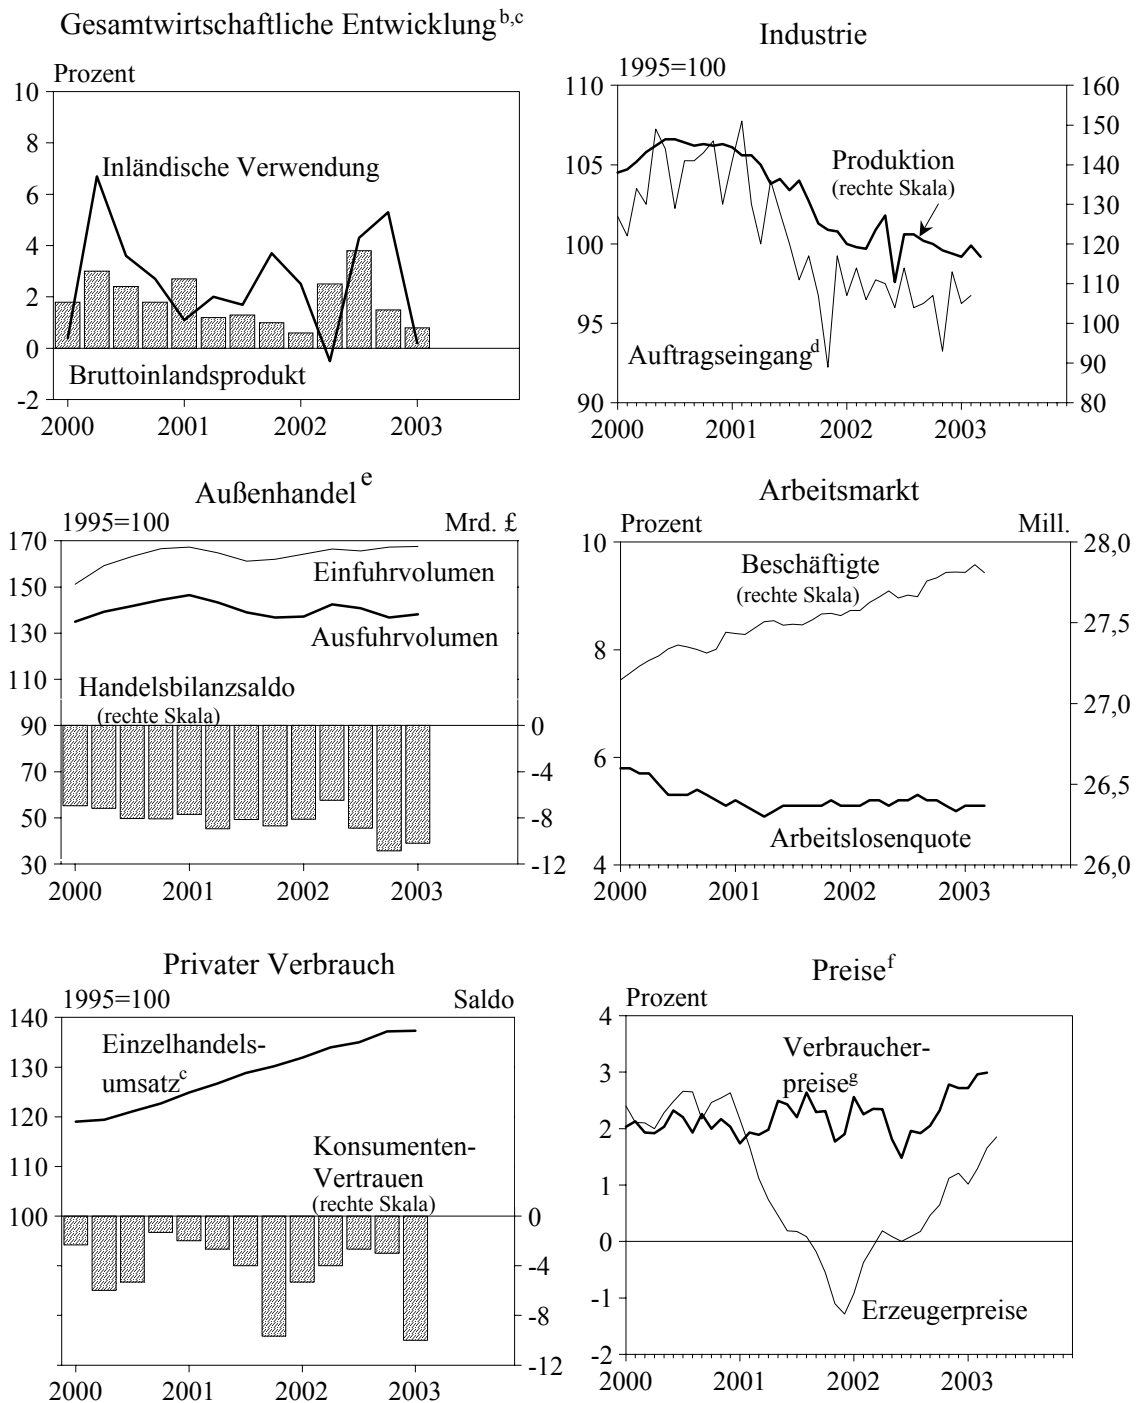 Gesamtwirtschaftliche Entwicklung b,c
Prozent
10
8
6
4
2
0
-2
Inländische Verwendung
Bruttoinlandsprodukt
2000 2001 2002 2003
Industrie
1995=100
110
105
100
95
90
160
150
140
130
120
110
100
90
80
Produktion
(rechte Skala)
Auftragseingang d
2000 2001 2002 2003
Außenhandel e
1995=100 Mrd. £
170
150
130
110
90
70
50
30
0
-4
-8
-12
Einfuhrvolumen
Ausfuhrvolumen
Handelsbilanzsaldo
(rechte Skala)
2000 2001 2002 2003
Arbeitsmarkt
Prozent Mill.
10
8
6
4
28,0
27,5
27,0
26,5
26,0
Beschäftigte
(rechte Skala)
Arbeitslosenquote
2000 2001 2002 2003
Privater Verbrauch
1995=100 Saldo
140
130
120
110
100
0
-4
-8
-12
Einzelhandels-
umsatz c
Konsumenten-
Vertrauen
(rechte Skala)
2000 2001 2002 2003
Preise f
Prozent
4
3
2
1
0
-1
-2
Verbraucher-
preise g
Erzeugerpreise
2000 2001 2002 2003